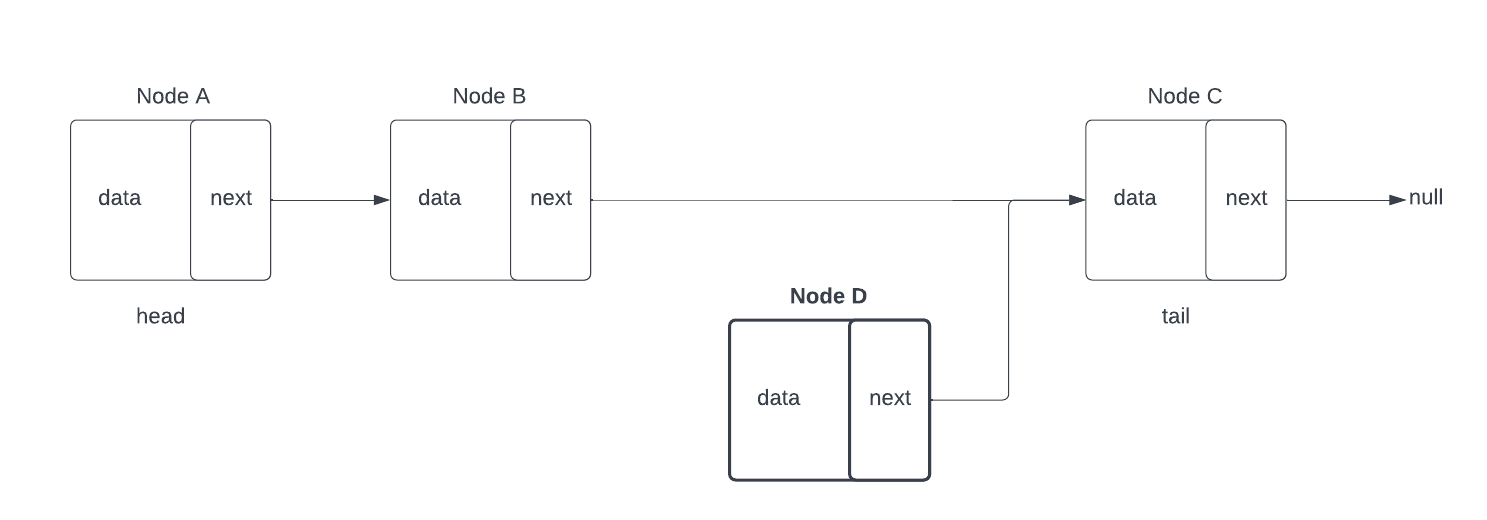 Node A
Node B
Node C
data
next
data
next
data
next
null
head
Node D
tail
data
next